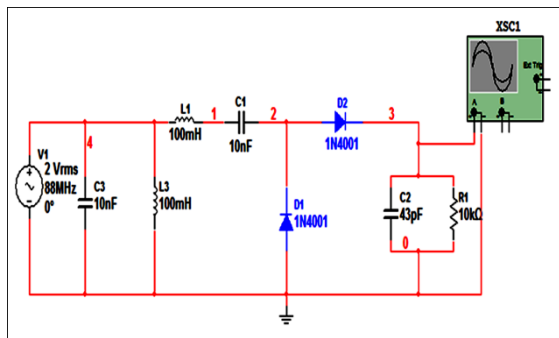 XSC1
Ext Trig
A
B
L1
100mH
1
C1
10nF
2
D2
1N4001
3
4
V1
2 Vrms
88MHz
0°
C3
10nF
L3
100mH
D1
1N4001
C2
43pF
R1
10kΩ
0